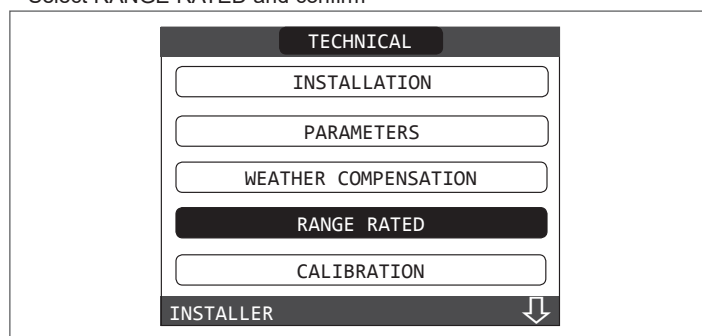 Select RANGE RATED and confirm
TECHNICAL
INSTALLATION
PARAMETERS
WEATHER COMPENSATION
RANGE RATED
CALIBRATION
INSTALLER